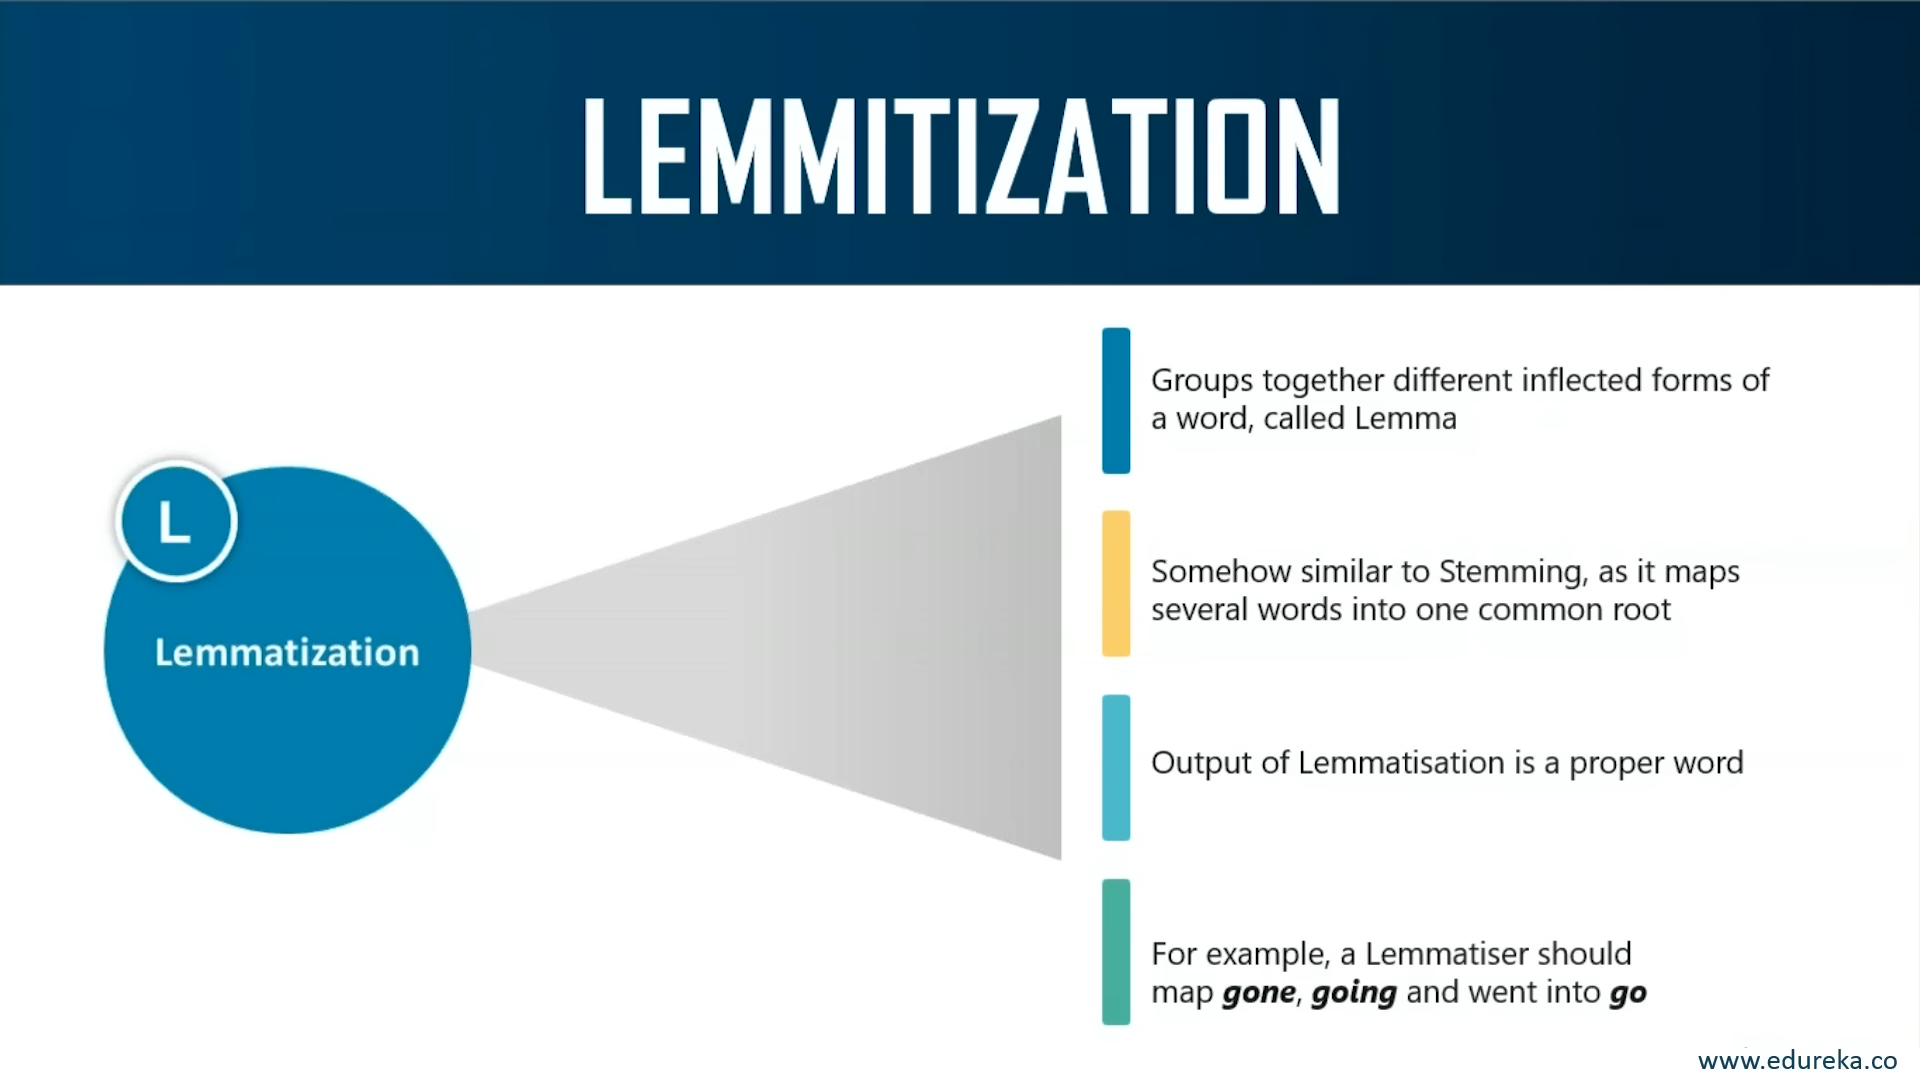 LEMMITIZATION
L
Lemmatization
Groups together different inflected forms of
a word, called Lemma
Somehow similar to Stemming, as it maps
several words into one common root
Output of Lemmatisation is a proper word
For example, a Lemmatiser should
map gone, going and went into go
www.edureka.co